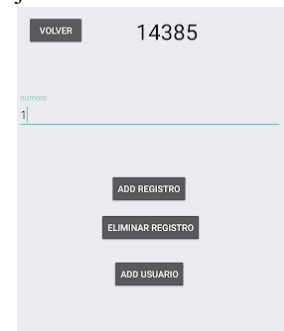 VOLVER 14385
numero
1
ADD REGISTRO
ELIMINAR REGISTRO
ADD USUARIO